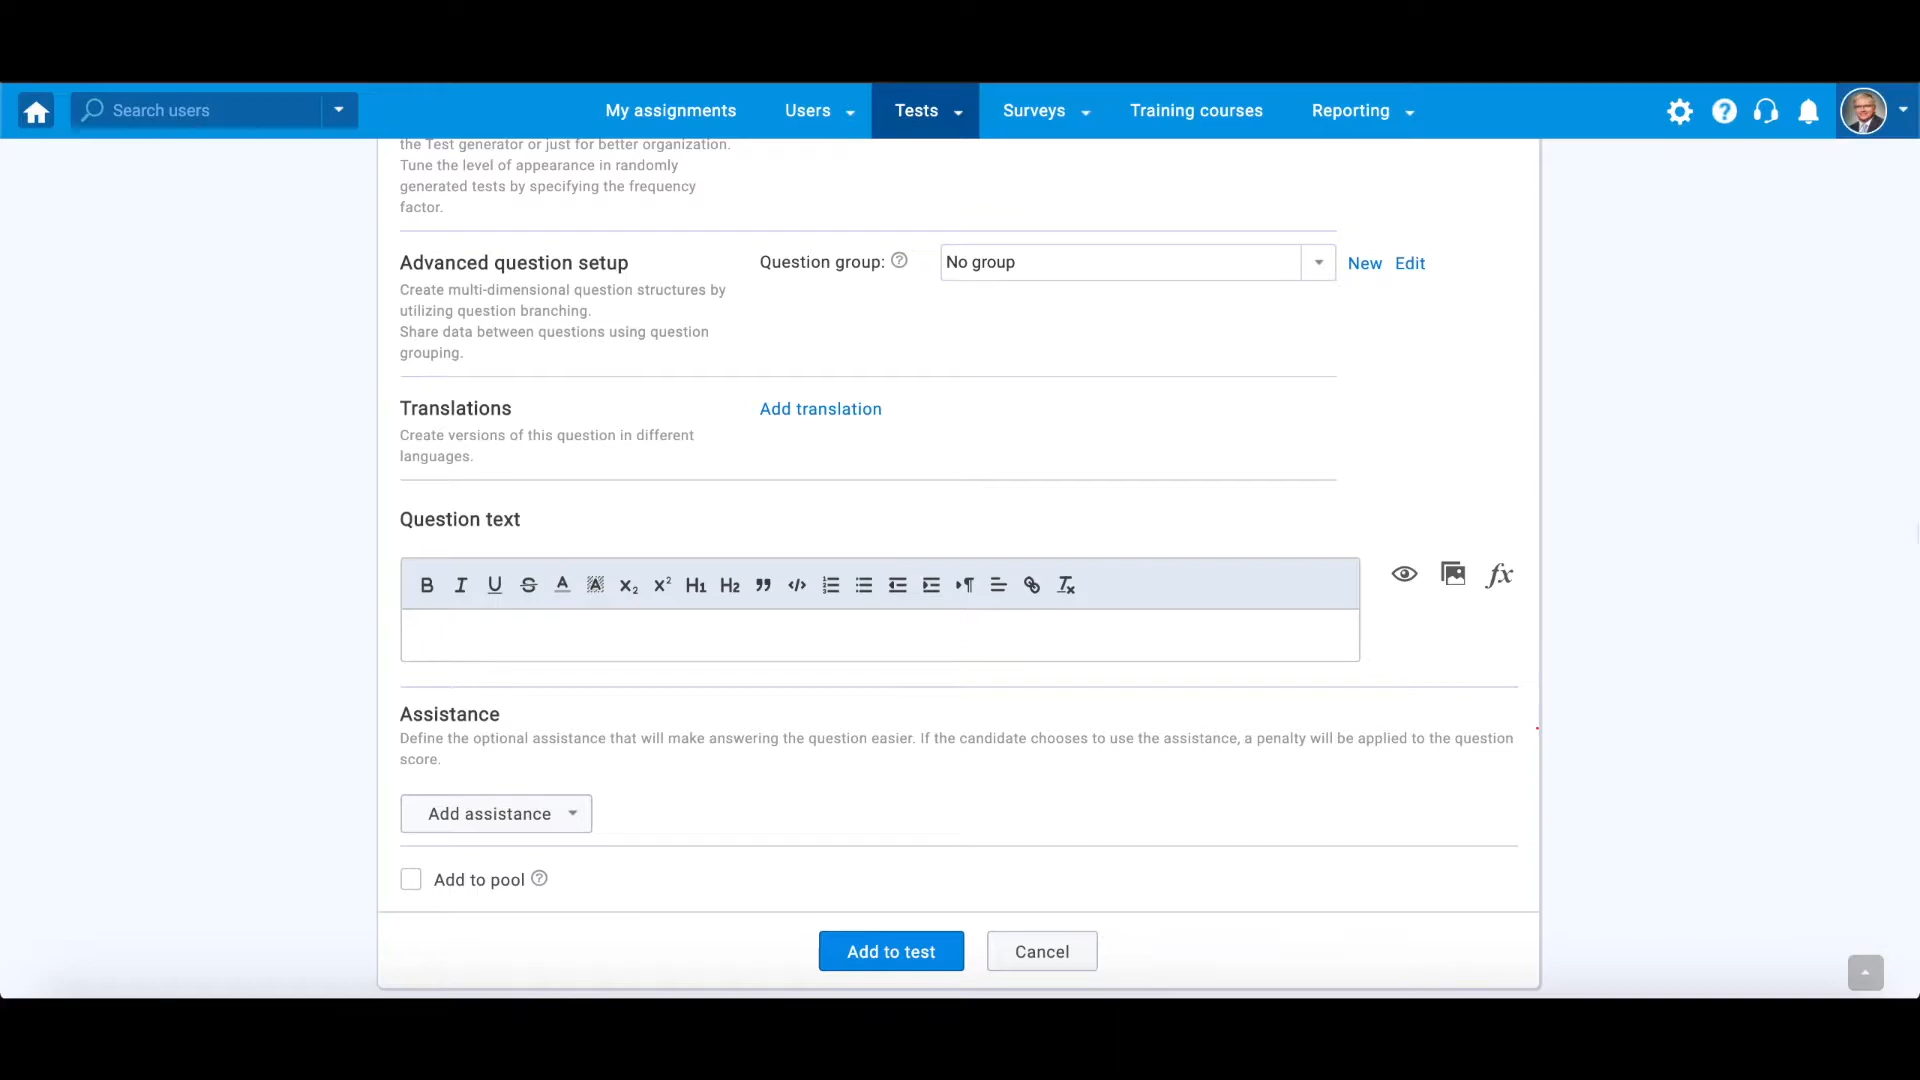 Search users
My assignments
Users
Tests
Surveys
Training courses
Reporting
the Test generator or just for better organization.
Tune the level of appearance in randomly
generated tests by specifying the frequency
factor.
Advanced question setup
Create multi-dimensional question structures by
utilizing question branching.
Share data between questions using question
grouping.
Question group:
No group
New Edit
Translations
Create versions of this question in different
languages.
Add translation
Question text
Assistance
Define the optional assistance that will make answering the question easier. If the candidate chooses to use the assistance, a penalty will be applied to the question
score.
Add assistance
Add to pool
Add to test
Cancel